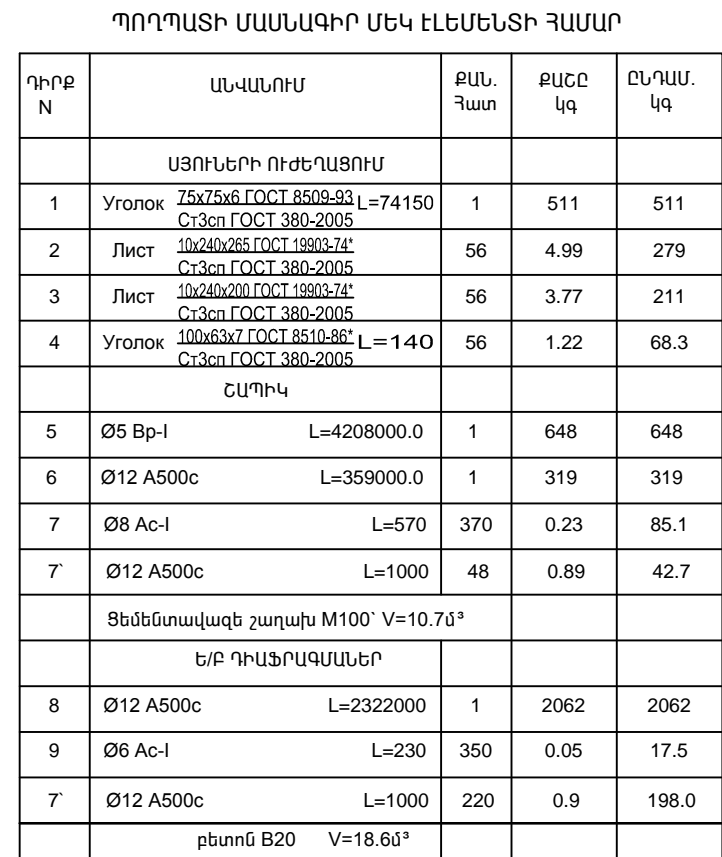 ՊՈՂՊԱՏԻ ՄԱՍՆԱԳԻՐ ՄԵԿ ԷԼԵՄԵՆՏԻ ՀԱՄԱՐ
ԴԻՐՔ N ԱՆՎԱՆՈՒՄ ՔԱՆ. Հատ ՔԱՇԸ կգ ԸՆԴԱՄ. կգ
ՍՅՈՒՆԵՐԻ ՈՒԺԵՂԱՑՈՒՄ
1 Уголок 75x75x6 ГОСТ 8509-93 L=74150 1 511 511
Ст3сп ГОСТ 380-2005
2 Лист 10x240x265 ГОСТ 19903-74* 56 4.99 279
Ст3сп ГОСТ 380-2005
3 Лист 10x240x200 ГОСТ 19903-74* 56 3.77 211
Ст3сп ГОСТ 380-2005
4 Уголок 100x63x7 ГОСТ 8510-86* L=140 56 1.22 68.3
Ст3сп ГОСТ 380-2005
ՇԱՊԻԿ
5 Ø5 Вр-I L=4208000.0 1 648 648
6 Ø12 A500c L=359000.0 1 319 319
7 Ø8 Ac-I L=570 370 0.23 85.1
7` Ø12 A500c L=1000 48 0.89 42.7
Ցեմենտավազե շաղախ M100` V=10.7մ³
Ե/Բ ԴԻԱՖՐԱԳՄԱՆԵՐ
8 Ø12 A500c L=2322000 1 2062 2062
9 Ø6 Ac-I L=230 350 0.05 17.5
7` Ø12 A500c L=1000 220 0.9 198.0
բետոն B20 V=18.6մ³